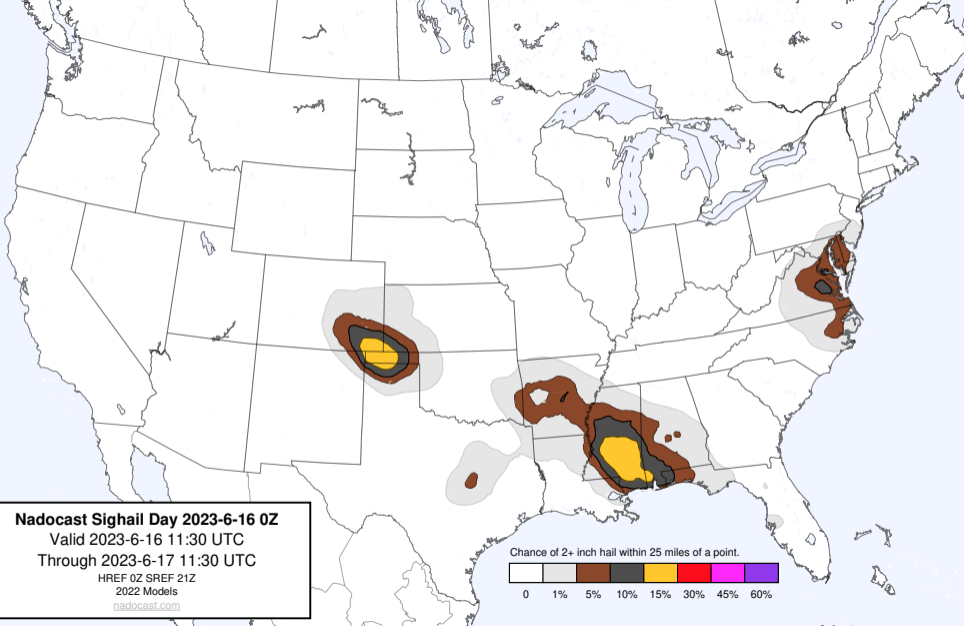 Nadocast Sighail Day 2023-6-16 0Z
Valid 2023-6-16 11:30 UTC
Through 2023-6-17 11:30 UTC
HREF 0Z SREF 21Z
2022 Models
nadocast.com
Chance of 2+ inch hail within 25 miles of a point.
0 1% 5% 10% 15% 30% 45% 60%